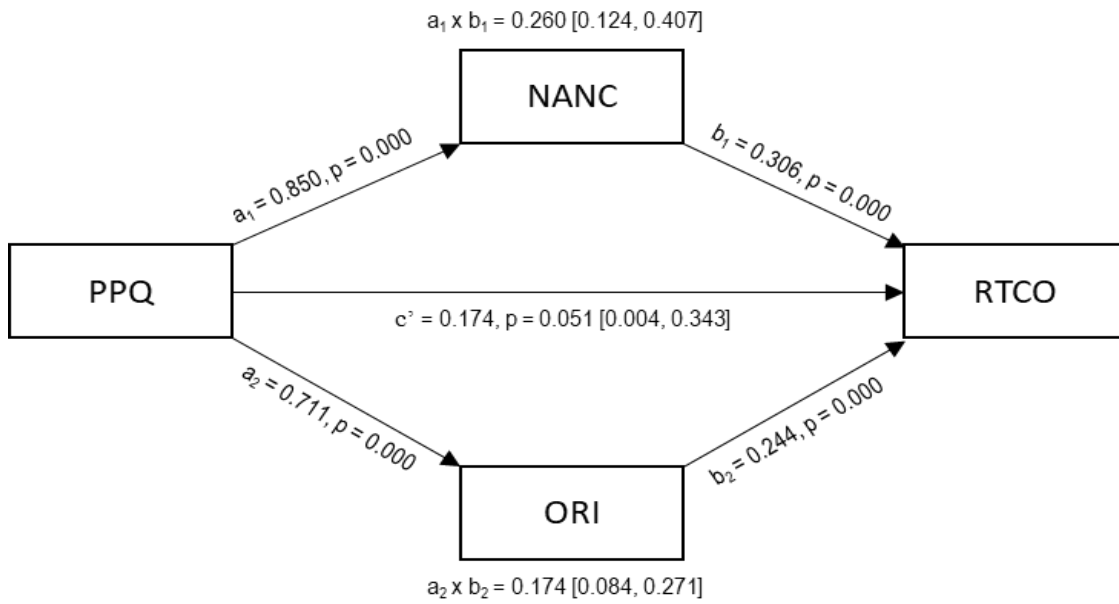 a₁ x b₁ = 0.260 [0.124, 0.407]
NANC
a₁ = 0.850, p = 0.000
b₁ = 0.306, p = 0.000
PPQ
RTCO
c’ = 0.174, p = 0.051 [0.004, 0.343]
a₂ = 0.711, p = 0.000
b₂ = 0.244, p = 0.000
ORI
a₂ x b₂ = 0.174 [0.084, 0.271]